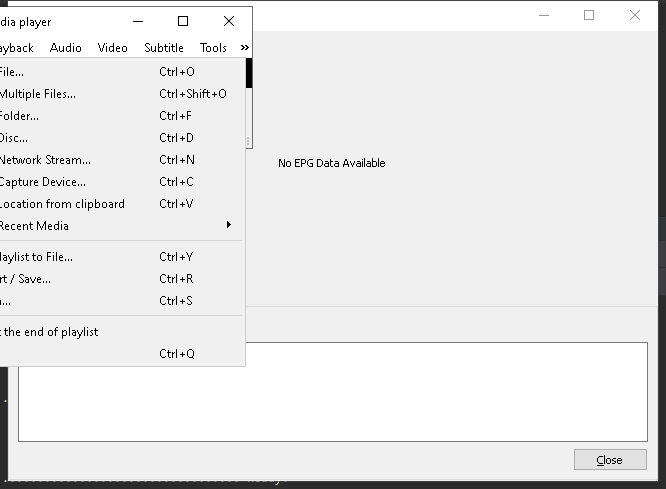 dia player
ayback Audio Video Subtitle Tools »
File... Ctrl+O
Multiple Files... Ctrl+Shift+O
Folder... Ctrl+F
Disc... Ctrl+D
Network Stream... Ctrl+N
Capture Device... Ctrl+C
Location from clipboard Ctrl+V
Recent Media
laylist to File... Ctrl+Y
rt / Save... Ctrl+R
... Ctrl+S
t the end of playlist
Ctrl+Q
No EPG Data Available
Close